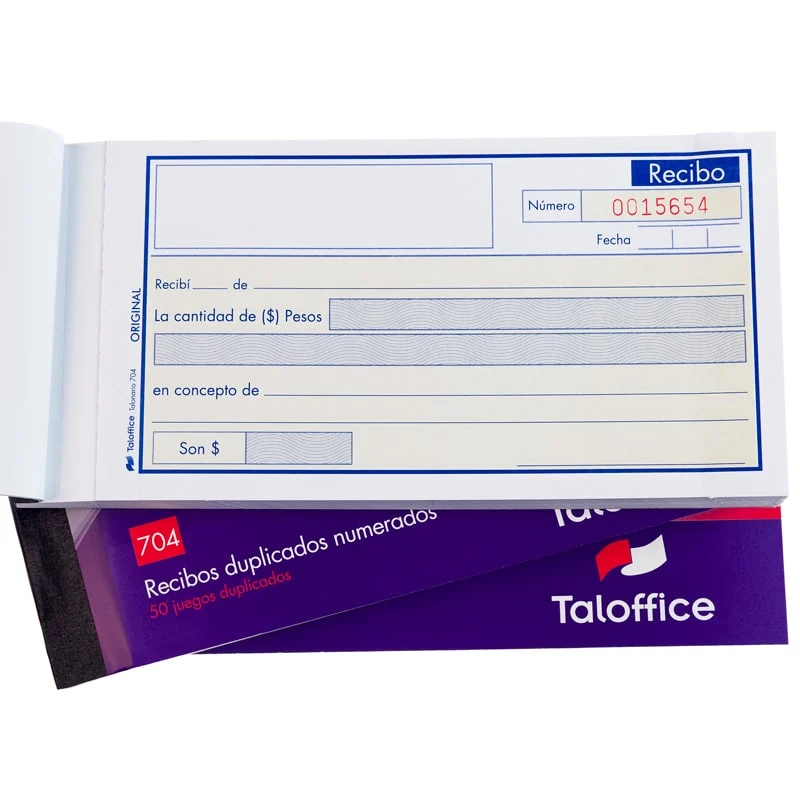 Recibo
Número 0015654
Fecha
Recibí de
La cantidad de ($) Pesos
en concepto de
Son $
ORIGINAL
Taloffice Talonario 704
704
Recibos duplicados numerados
50 juegos duplicados
Taloffice